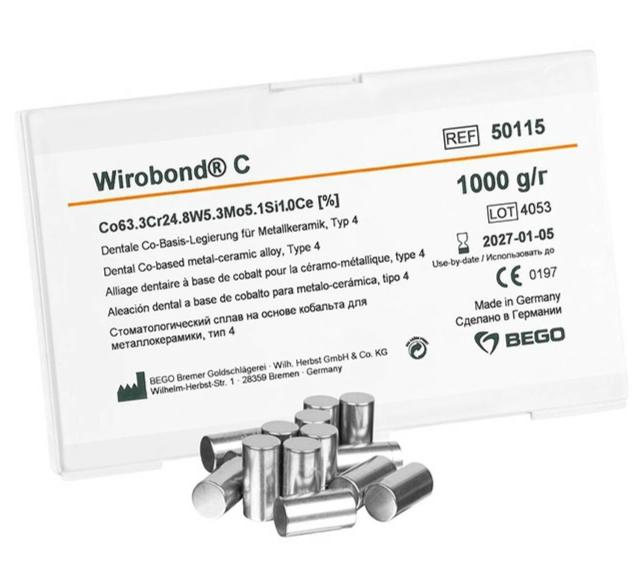 Wirobond® C
REF 50115
Co63.3Cr24.8W5.3Mo5.1Si1.0Ce [%]
1000 g/г
Dentale Co-Basis-Legierung für Metallkeramik, Typ 4
LOT 4053
Dental Co-based metal-ceramic alloy, Type 4
2027-01-05
Alliage dentaire à base de cobalt pour la céramo-métallique, type 4
Use-by-date / Использовать до
Aleación dental a base de cobalto para metalo-cerámica, tipo 4
CE 0197
Стоматологический сплав на основе кобальта для
металлокерамики, тип 4
Made in Germany
Сделано в Германии
BEGO
BEGO Bremer Goldschlägerei · Wilh. Herbst GmbH & Co. KG
Wilhelm-Herbst-Str. 1 · 28359 Bremen · Germany